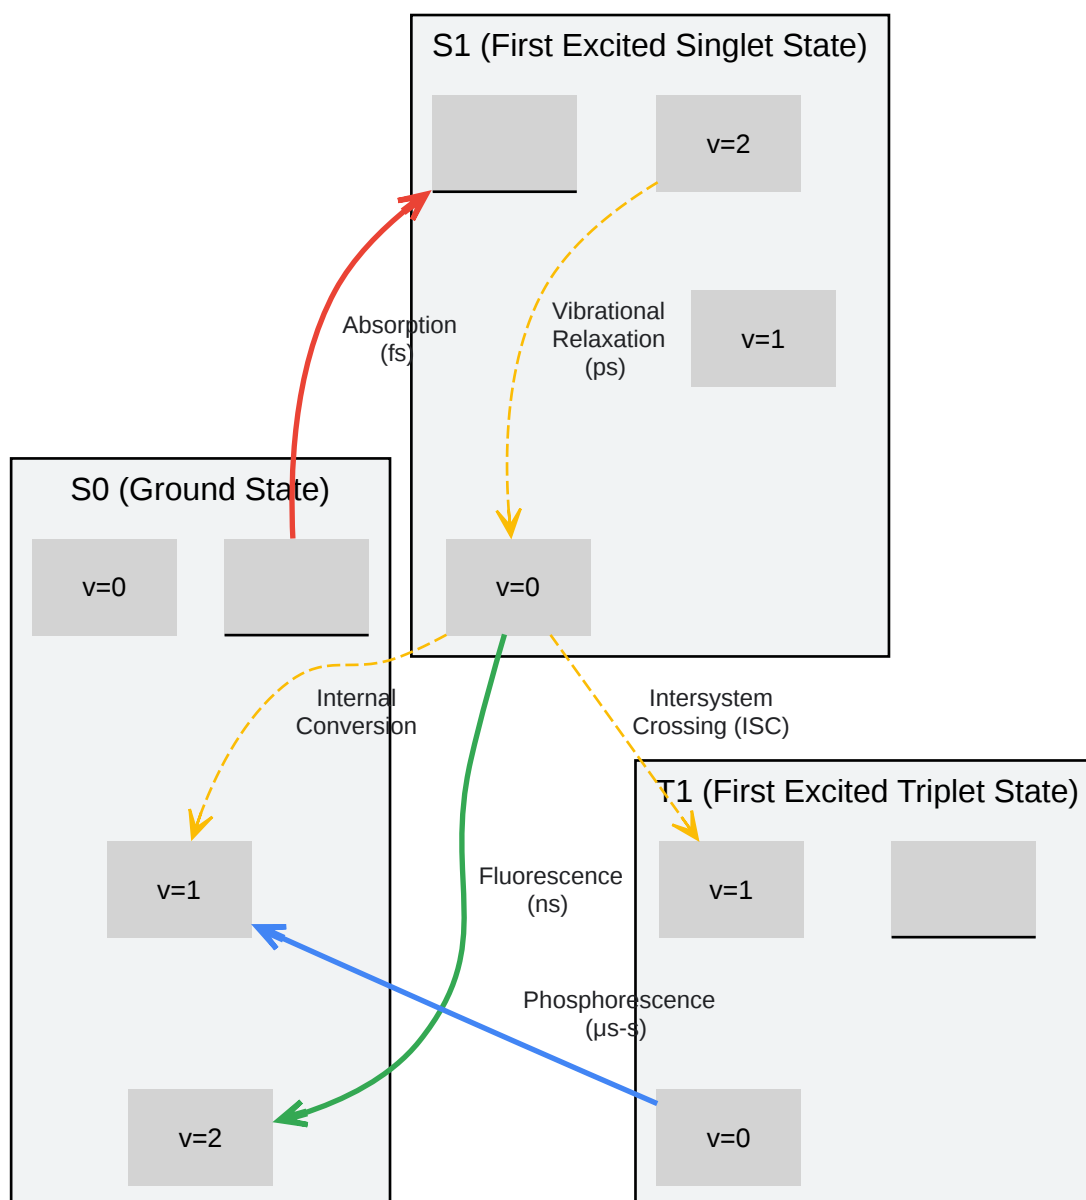 S1 (First Excited Singlet State)
v=2
v=1
Absorption
(fs)
Vibrational
Relaxation
(ps)
S0 (Ground State)
v=0
v=0
Internal
Conversion
Intersystem
Crossing (ISC)
T1 (First Excited Triplet State)
v=1
v=1
Fluorescence
(ns)
Phosphorescence
(μs-s)
v=2
v=0